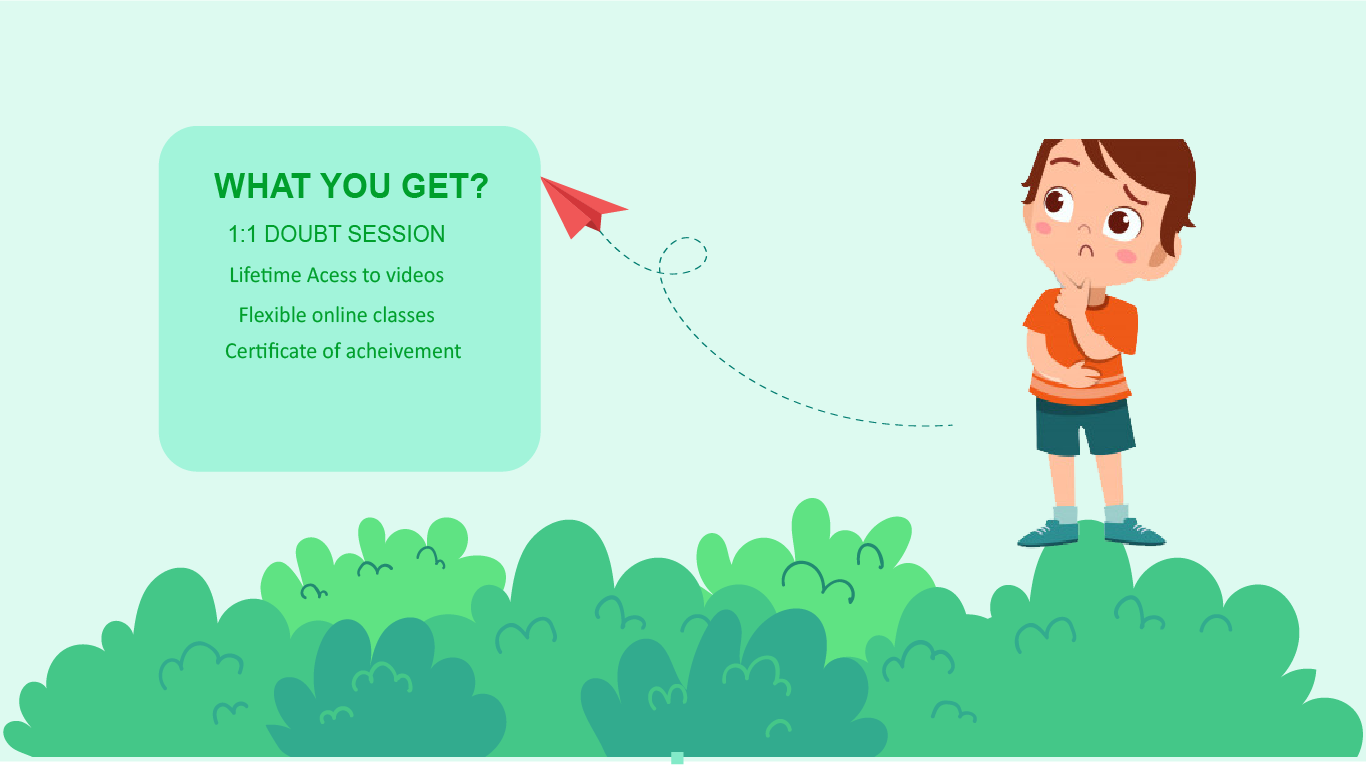 WHAT YOU GET?
1:1 DOUBT SESSION
Lifetime Acess to videos
Flexible online classes
Certificate of acheivement